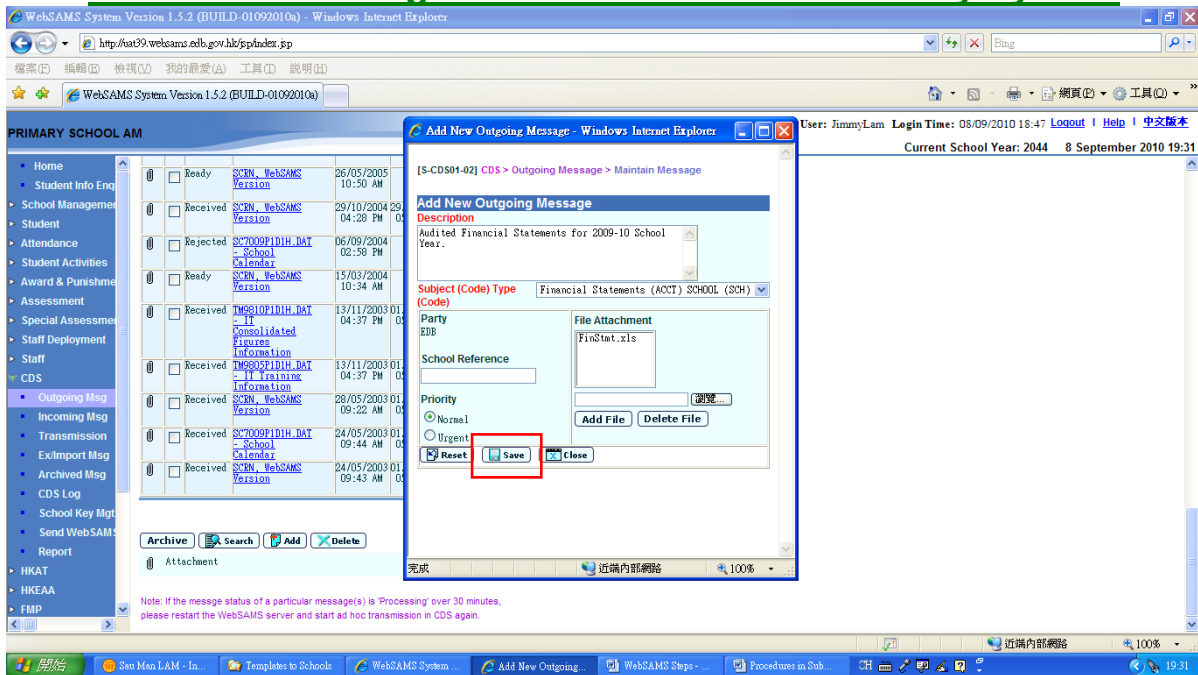 WebSAMS System Version 1.5.2 (BUILD-01092010a) - Windows Internet Explorer
http://uat39.websams.edb.gov.hk/jsp/index.jsp
Bing
檔案(F) 編輯(E) 檢視(V) 我的最愛(A) 工具(T) 説明(H)
WebSAMS System Version 1.5.2 (BUILD-01092010a)
網頁(P) 工具(O) »
PRIMARY SCHOOL AM
User: JimmyLam Login Time: 08/09/2010 18:47 Logout | Help | 中文版本
Current School Year: 2044 8 September 2010 19:31
Home
Student Info Enq
School Managemen
Student
Attendance
Student Activities
Award & Punishme
Assessment
Special Assessmen
Staff Deployment
Staff
CDS
Outgoing Msg
Incoming Msg
Transmission
Ex/Import Msg
Archived Msg
CDS Log
School Key Mgt
Send WebSAMS
Report
HKAT
HKEAA
FMP
Ready SCRN, WebSAMS Version 26/05/2005 10:50 AM
Received SCRN, WebSAMS Version 29/10/2004 04:28 PM
Rejected SC7009P1D1H.DAT - School Calendar 06/09/2004 02:58 PM
Ready SCRN, WebSAMS Version 15/03/2004 10:34 AM
Received TM9810P1D1H.DAT - IT Consolidated Figures Information 13/11/2003 04:37 PM
Received TM9805P1D1H.DAT - IT Training Information 13/11/2003 04:37 PM
Received SCRN, WebSAMS Version 28/05/2003 09:22 AM
Received SC7009P1D1H.DAT - School Calendar 24/05/2003 09:44 AM
Received SCRN, WebSAMS Version 24/05/2003 09:43 AM
Archive Search Add Delete
Attachment
Note: If the messge status of a particular message(s) is 'Processing' over 30 minutes,
please restart the WebSAMS server and start ad hoc transmission in CDS again.
Add New Outgoing Message - Windows Internet Explorer
[S-CDS01-02] CDS > Outgoing Message > Maintain Message
Add New Outgoing Message
Description
Audited Financial Statements for 2009-10 School
Year.
Subject (Code) Type
(Code)
Financial Statements (ACCT) SCHOOL (SCH)
Party
EDB
School Reference
Priority
Normal
Urgent
File Attachment
FinStmt.xls
瀏覽...
Add File Delete File
Reset Save Close
完成 近端內部網路 100%
近端內部網路 100%
開始 Sau Man LAM - In... Templates to Schools WebSAMS System ... Add New Outgoing... WebSAMS Steps - ... Procedures in Sub... CH 19:31